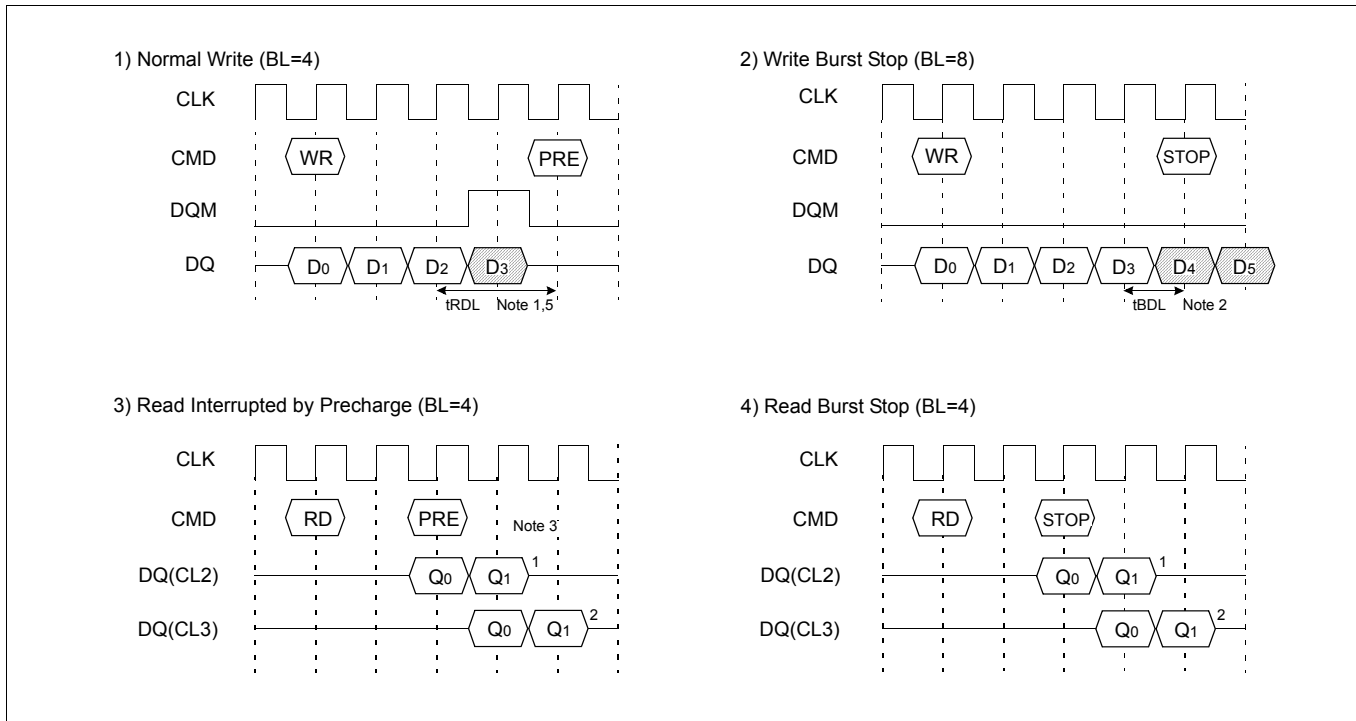 1) Normal Write (BL=4)
CLK
CMD WR PRE
DQM
DQ D0 D1 D2 D3
tRDL Note 1,5
2) Write Burst Stop (BL=8)
CLK
CMD WR STOP
DQM
DQ D0 D1 D2 D3 D4 D5
tBDL Note 2
3) Read Interrupted by Precharge (BL=4)
CLK
CMD RD PRE Note 3
DQ(CL2) Q0 Q1 1
DQ(CL3) Q0 Q1 2
4) Read Burst Stop (BL=4)
CLK
CMD RD STOP
DQ(CL2) Q0 Q1 1
DQ(CL3) Q0 Q1 2